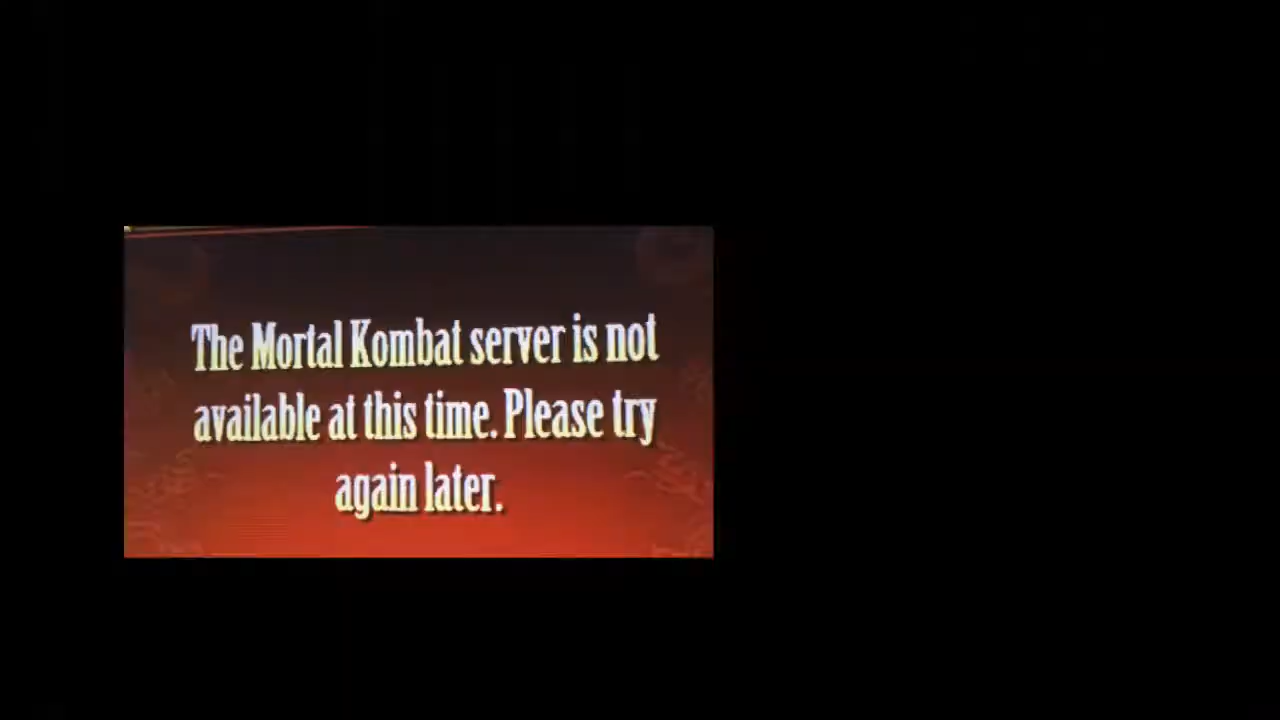 The Mortal Kombat server is not
available at this time. Please try
again later.